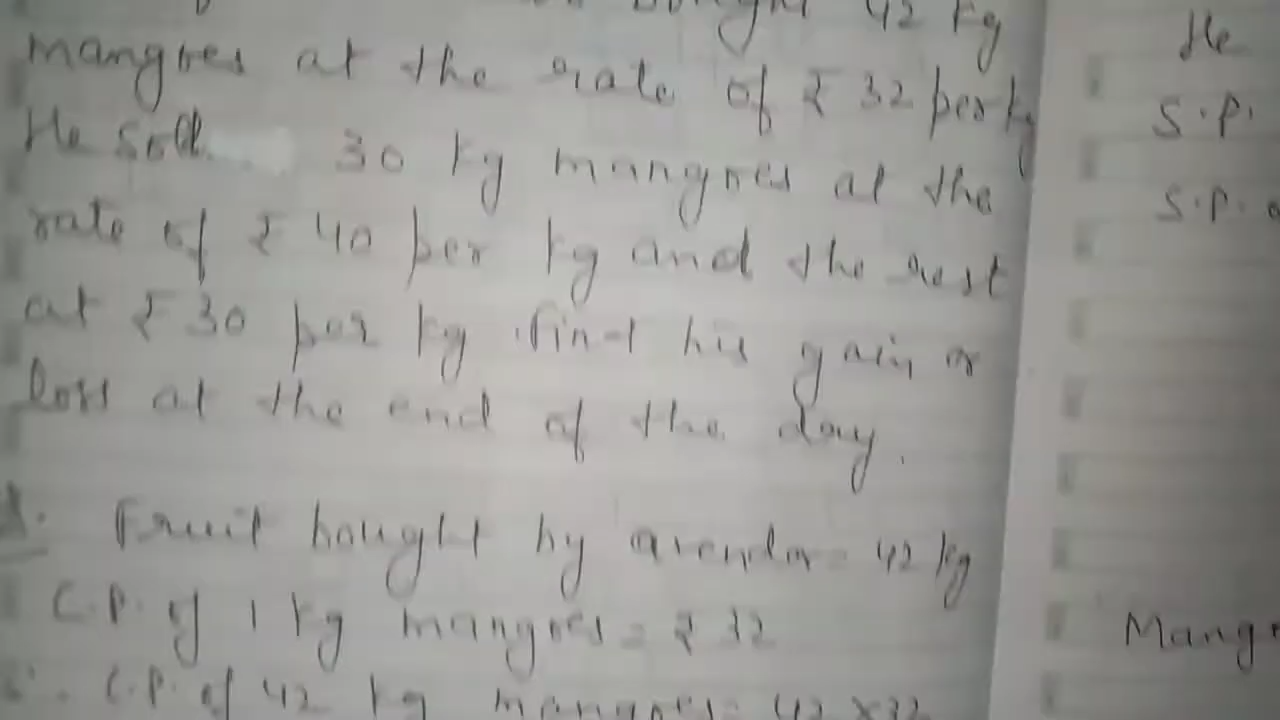 bought 42 kg
mangoes at the rate of ₹ 32 per kg
He sold 30 kg mangoes at the
rate of ₹ 40 per kg and the rest
at ₹ 30 per kg. Find his gain or
loss at the end of the day.
Fruit bought by a vendor = 42 kg
C.P. of 1 kg mangoes = ₹ 32
∴ C.P. of 42 kg mangoes = 42 x 32
He
S.P.
S.P.
Mang